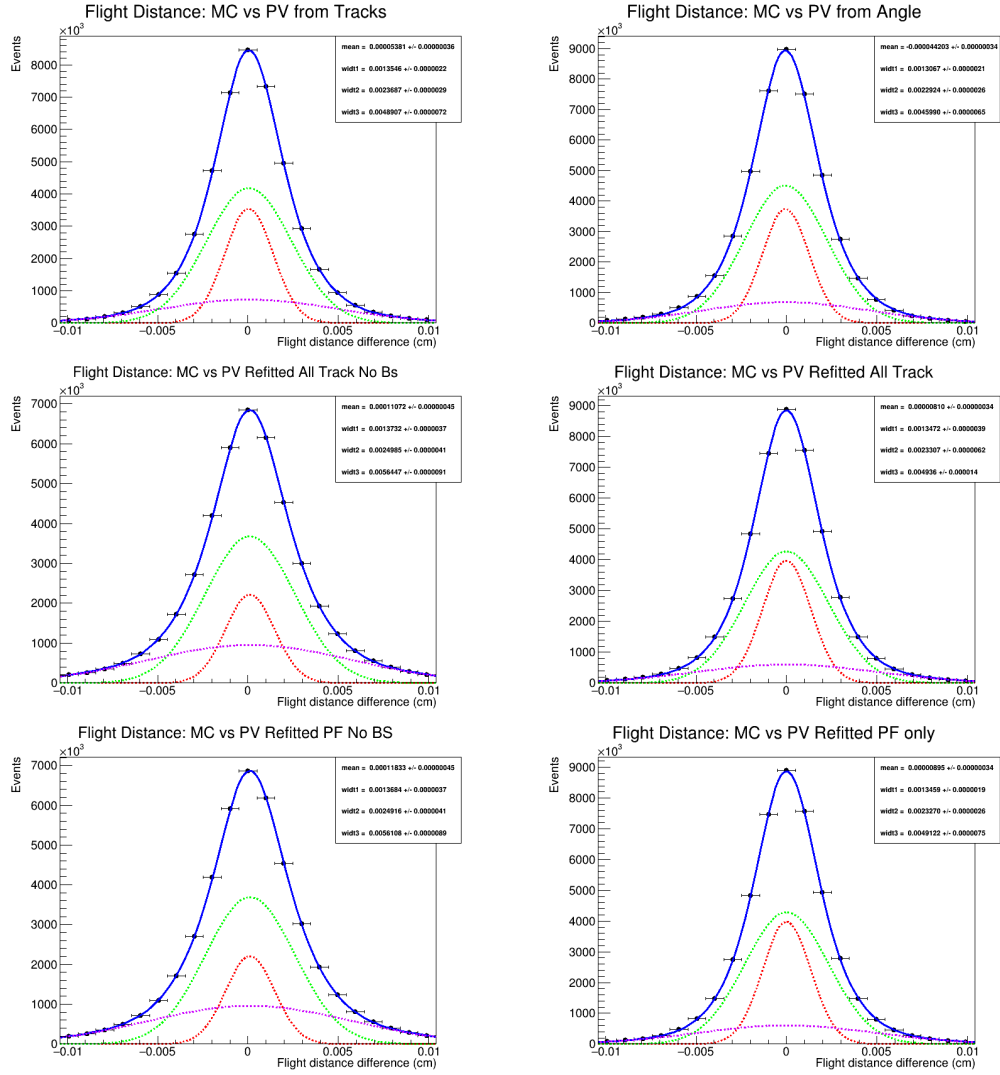 Flight Distance: MC vs PV from Tracks
×10³
Events
8000
7000
6000
5000
4000
3000
2000
1000
0
mean = 0.00005381 +/- 0.00000036
widt1 = 0.0013546 +/- 0.0000022
widt2 = 0.0023687 +/- 0.0000029
widt3 = 0.0048907 +/- 0.0000072
−0.01
−0.005
0
0.005
0.01
Flight distance difference (cm)
Flight Distance: MC vs PV from Angle
×10³
Events
9000
8000
7000
6000
5000
4000
3000
2000
1000
0
mean = -0.000044203 +/- 0.00000034
widt1 = 0.0013067 +/- 0.0000021
widt2 = 0.0022924 +/- 0.0000026
widt3 = 0.0045990 +/- 0.0000065
−0.01
−0.005
0
0.005
0.01
Flight distance difference (cm)
Flight Distance: MC vs PV Refitted All Track No Bs
×10³
Events
7000
6000
5000
4000
3000
2000
1000
0
mean = 0.00011072 +/- 0.00000045
widt1 = 0.0013732 +/- 0.0000037
widt2 = 0.0024985 +/- 0.0000041
widt3 = 0.0056447 +/- 0.0000091
−0.01
−0.005
0
0.005
0.01
Flight distance difference (cm)
Flight Distance: MC vs PV Refitted All Track
×10³
Events
9000
8000
7000
6000
5000
4000
3000
2000
1000
0
mean = 0.00000810 +/- 0.00000034
widt1 = 0.0013472 +/- 0.0000039
widt2 = 0.0023307 +/- 0.0000062
widt3 = 0.004936 +/- 0.000014
−0.01
−0.005
0
0.005
0.01
Flight distance difference (cm)
Flight Distance: MC vs PV Refitted PF No BS
×10³
Events
7000
6000
5000
4000
3000
2000
1000
0
mean = 0.00011833 +/- 0.00000045
widt1 = 0.0013684 +/- 0.0000037
widt2 = 0.0024916 +/- 0.0000041
widt3 = 0.0056108 +/- 0.0000089
−0.01
−0.005
0
0.005
0.01
Flight distance difference (cm)
Flight Distance: MC vs PV Refitted PF only
×10³
Events
9000
8000
7000
6000
5000
4000
3000
2000
1000
0
mean = 0.00000895 +/- 0.00000034
widt1 = 0.0013459 +/- 0.0000019
widt2 = 0.0023270 +/- 0.0000026
widt3 = 0.0049122 +/- 0.0000075
−0.01
−0.005
0
0.005
0.01
Flight distance difference (cm)